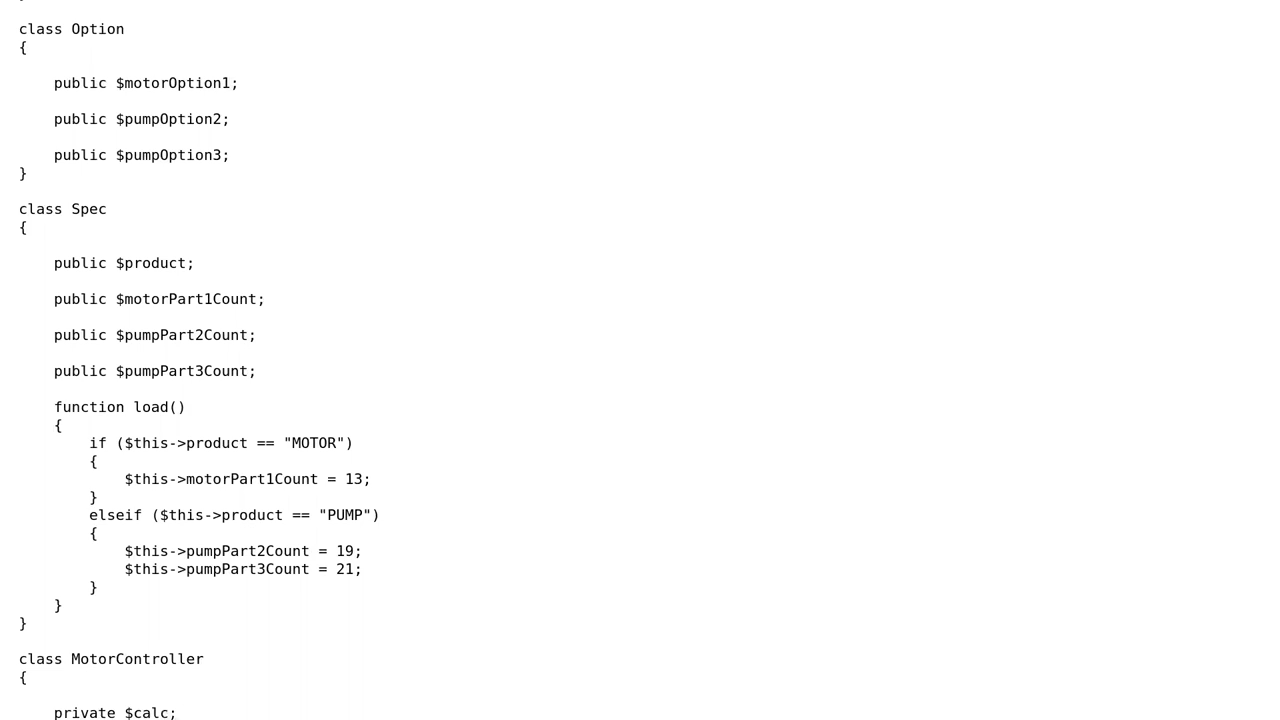 class Option
{
    public $motorOption1;
    public $pumpOption2;
    public $pumpOption3;
}
class Spec
{
    public $product;
    public $motorPart1Count;
    public $pumpPart2Count;
    public $pumpPart3Count;
    function load()
    {
        if ($this->product == "MOTOR")
        {
            $this->motorPart1Count = 13;
        }
        elseif ($this->product == "PUMP")
        {
            $this->pumpPart2Count = 19;
            $this->pumpPart3Count = 21;
        }
    }
}
class MotorController
{
    private $calc;